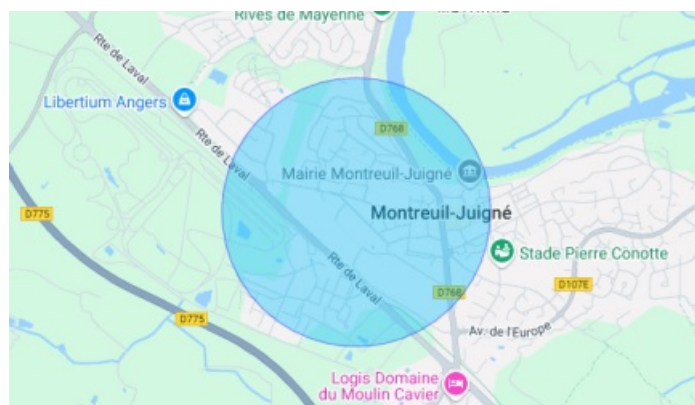 Rives de Mayenne
Rte de Laval
Libertium Angers
Rte de Laval
D768
Mairie Montreuil-Juigné
Montreuil-Juigné
D775
Stade Pierre Conotte
Rte de Laval
D107E
D768
D775
Av. de l'Europe
Logis Domaine
du Moulin Cavier